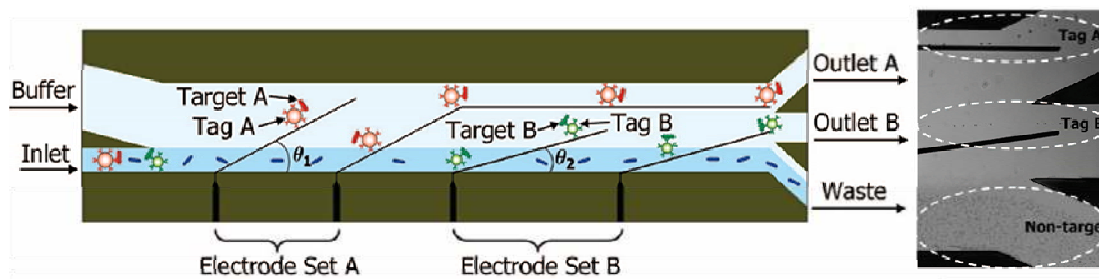 Buffer
Inlet
Target A
Tag A
θ1
Target B
Tag B
θ2
Electrode Set A
Electrode Set B
Outlet A
Outlet B
Waste
Tag A
Tag B
Non-targe